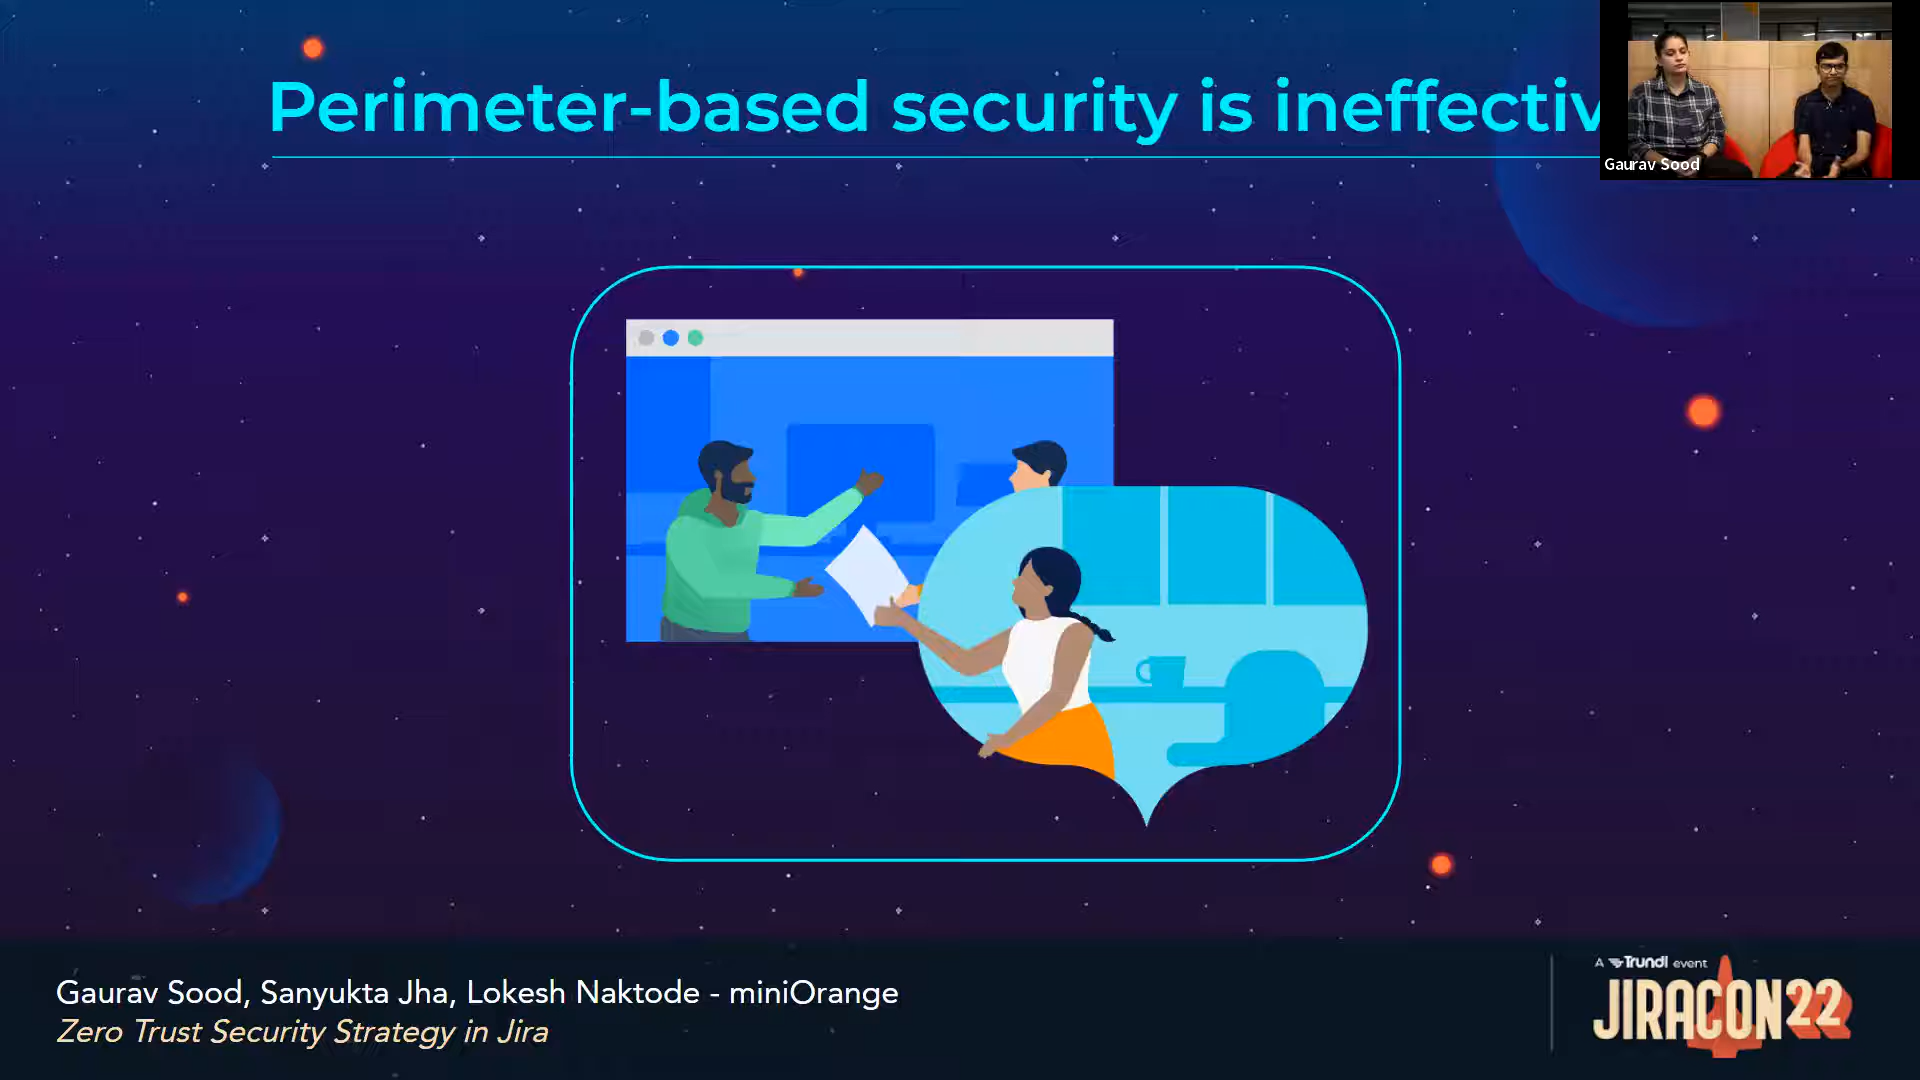 Perimeter-based security is ineffectiv
Gaurav Sood
Gaurav Sood, Sanyukta Jha, Lokesh Naktode - miniOrange
Zero Trust Security Strategy in Jira
A Trundl event
JIRACON22